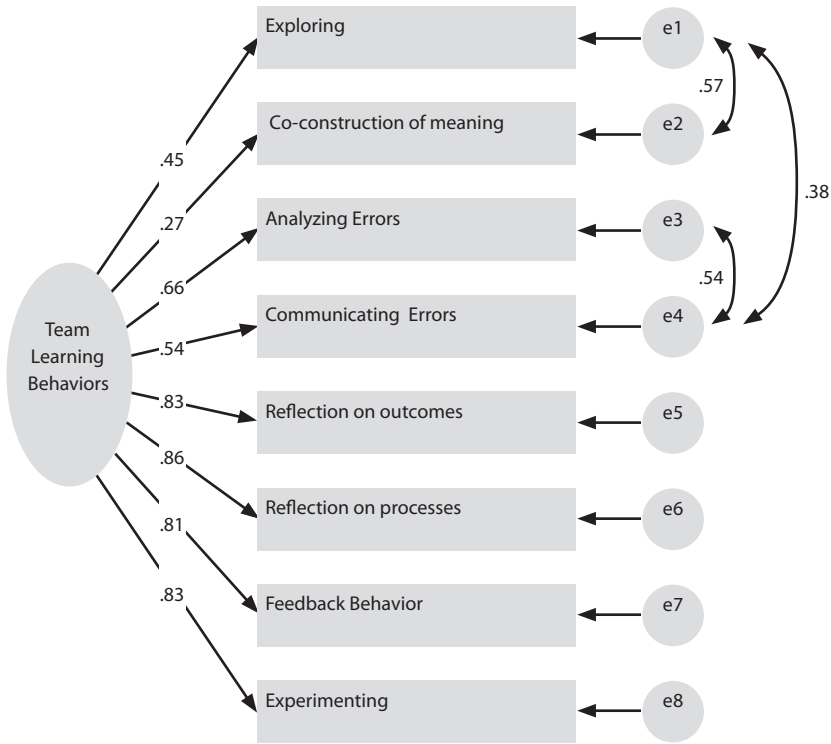 Exploring
e1
.57
Co-construction of meaning
e2
.45
.38
.27
Analyzing Errors
e3
.66
.54
Communicating Errors
e4
Team
Learning
Behaviors
.54
.83
Reflection on outcomes
e5
.86
Reflection on processes
e6
.81
Feedback Behavior
e7
.83
Experimenting
e8